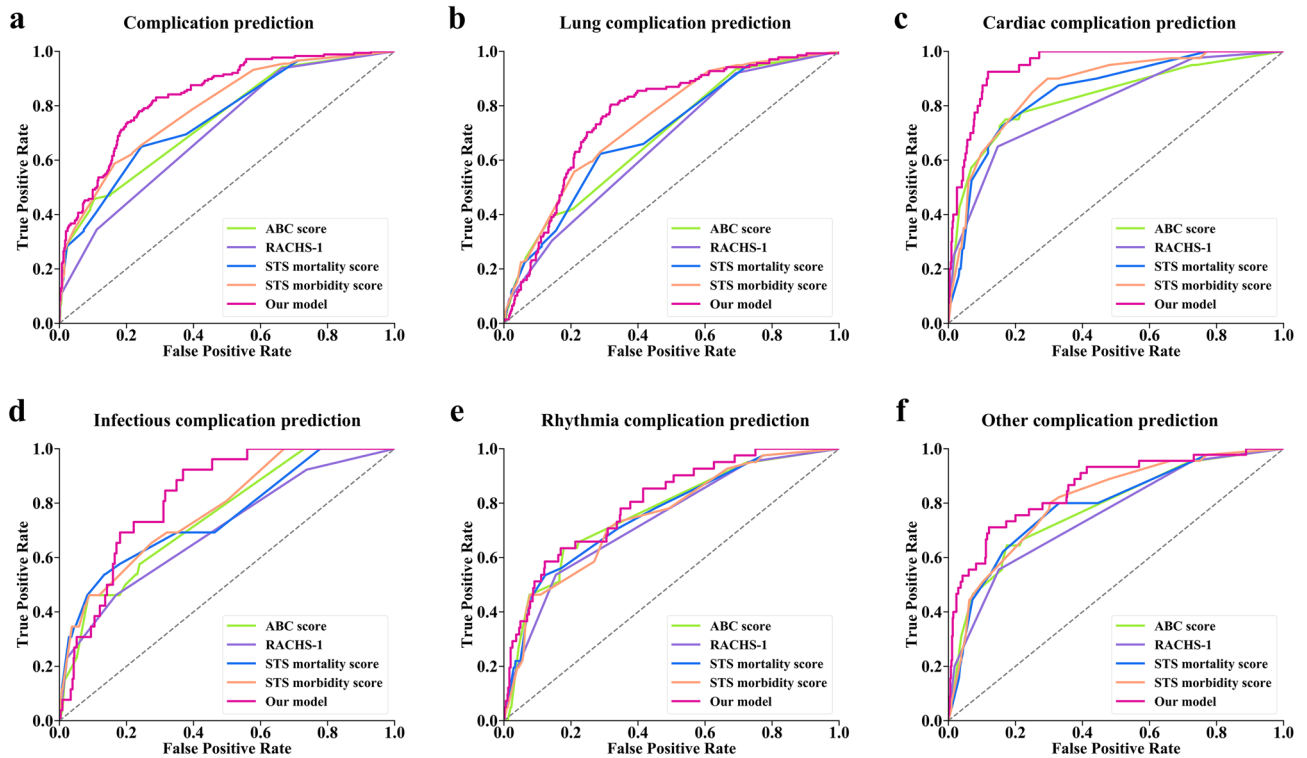 a
Complication prediction
1.0
0.8
0.6
0.4
0.2
0.0
True Positive Rate
ABC score
RACHS-1
STS mortality score
STS morbidity score
Our model
0.0 0.2 0.4 0.6 0.8 1.0
False Positive Rate
b
Lung complication prediction
1.0
0.8
0.6
0.4
0.2
0.0
True Positive Rate
ABC score
RACHS-1
STS mortality score
STS morbidity score
Our model
0.0 0.2 0.4 0.6 0.8 1.0
False Positive Rate
c
Cardiac complication prediction
1.0
0.8
0.6
0.4
0.2
0.0
True Positive Rate
ABC score
RACHS-1
STS mortality score
STS morbidity score
Our model
0.0 0.2 0.4 0.6 0.8 1.0
False Positive Rate
d
Infectious complication prediction
1.0
0.8
0.6
0.4
0.2
0.0
True Positive Rate
ABC score
RACHS-1
STS mortality score
STS morbidity score
Our model
0.0 0.2 0.4 0.6 0.8 1.0
False Positive Rate
e
Rhythmia complication prediction
1.0
0.8
0.6
0.4
0.2
0.0
True Positive Rate
ABC score
RACHS-1
STS mortality score
STS morbidity score
Our model
0.0 0.2 0.4 0.6 0.8 1.0
False Positive Rate
f
Other complication prediction
1.0
0.8
0.6
0.4
0.2
0.0
True Positive Rate
ABC score
RACHS-1
STS mortality score
STS morbidity score
Our model
0.0 0.2 0.4 0.6 0.8 1.0
False Positive Rate